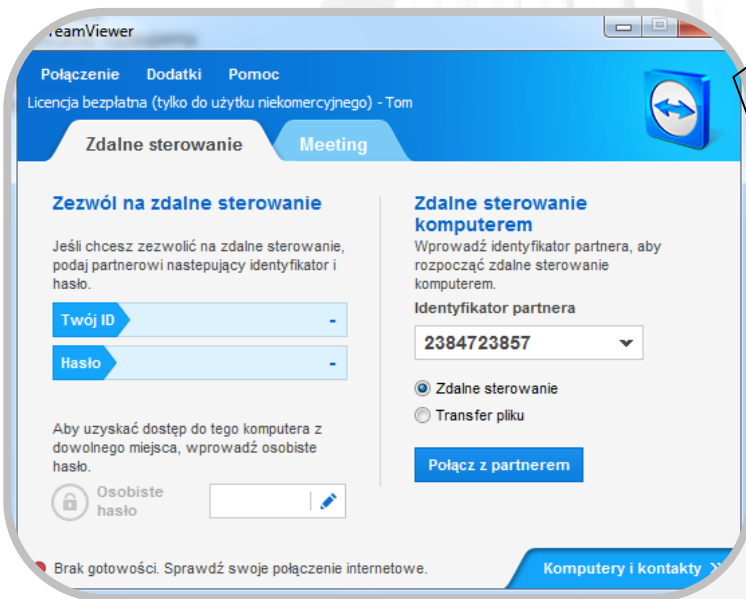 TeamViewer
Połączenie Dodatki Pomoc
Licencja bezpłatna (tylko do użytku niekomercyjnego) - Tom
Zdalne sterowanie Meeting
Zezwól na zdalne sterowanie
Jeśli chcesz zezwolić na zdalne sterowanie,
podaj partnerowi nastepujący identyfikator i
hasło.
Twój ID -
Hasło -
Aby uzyskać dostęp do tego komputera z
dowolnego miejsca, wprowadź osobiste
hasło.
Osobiste
hasło
Zdalne sterowanie
komputerem
Wprowadź identyfikator partnera, aby
rozpocząć zdalne sterowanie
komputerem.
Identyfikator partnera
2384723857
Zdalne sterowanie
Transfer pliku
Połącz z partnerem
Brak gotowości. Sprawdź swoje połączenie internetowe.
Komputery i kontakty